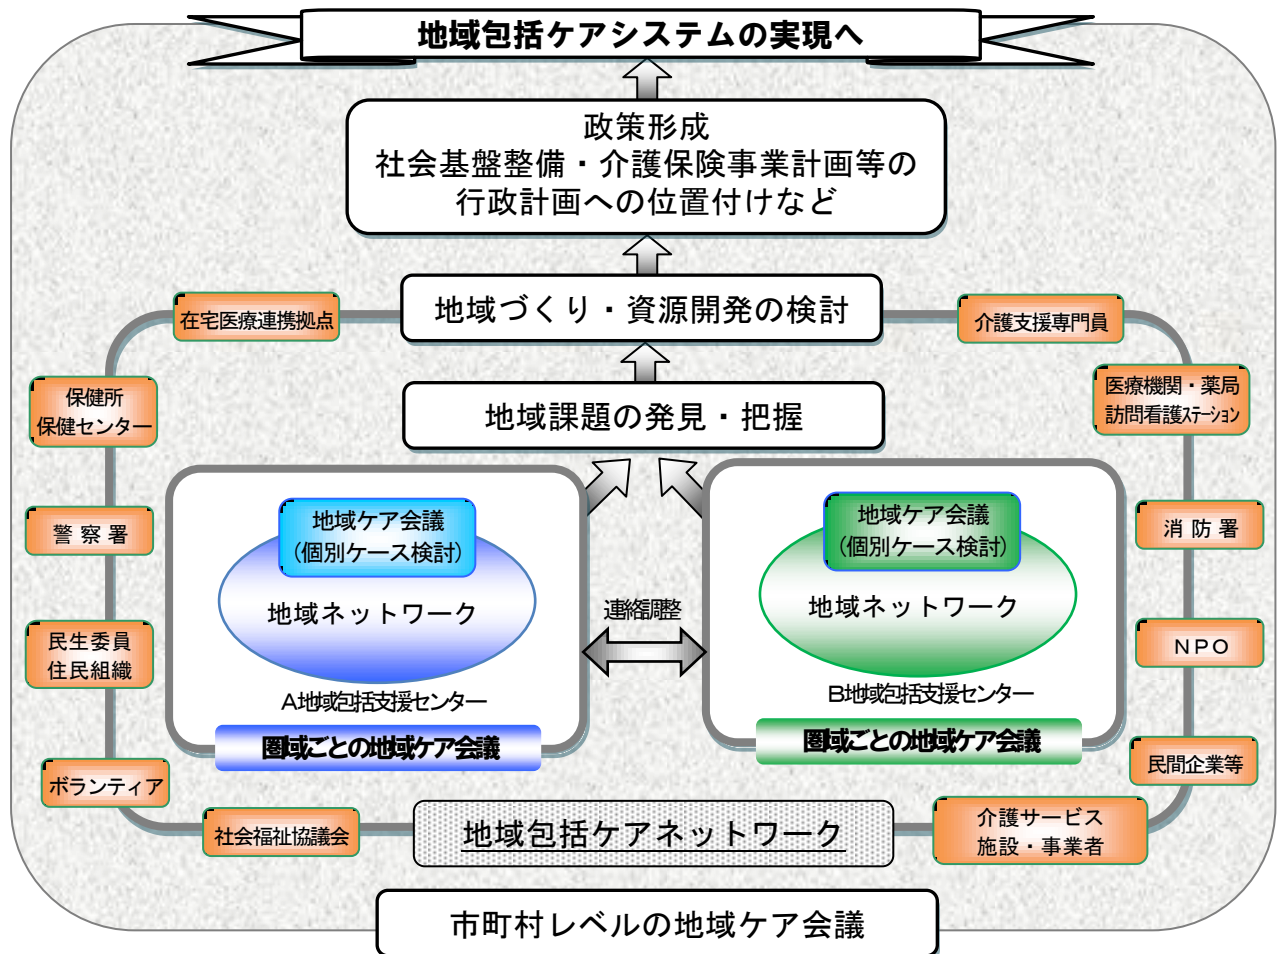 地域包括ケアシステムの実現へ
政策形成
社会基盤整備・介護保険事業計画等の
行政計画への位置付けなど
地域づくり・資源開発の検討
在宅医療連携拠点
介護支援専門員
保健所
保健センター
医療機関・薬局
訪問看護ステーション
地域課題の発見・把握
警察署
消防署
地域ケア会議
(個別ケース検討)
地域ネットワーク
A地域包括支援センター
圏域ごとの地域ケア会議
連絡調整
地域ケア会議
(個別ケース検討)
地域ネットワーク
B地域包括支援センター
圏域ごとの地域ケア会議
民生委員
住民組織
NPO
ボランティア
民間企業等
社会福祉協議会
地域包括ケアネットワーク
介護サービス
施設・事業者
市町村レベルの地域ケア会議